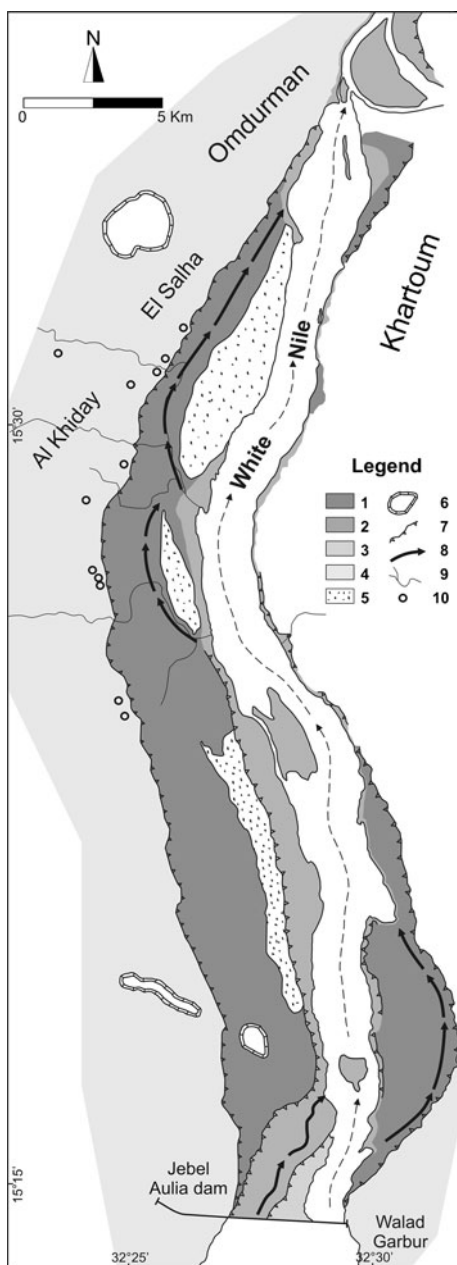 N
0 5 Km
Omdurman
El Salha
Khartoum
Nile
15°30'
Al Khiday
White
Legend
1 6
2 7
3 8
4 9
5 10
Jebel
Aulia dam
15°15'
Walad
Garbur
32°25' 32°30'